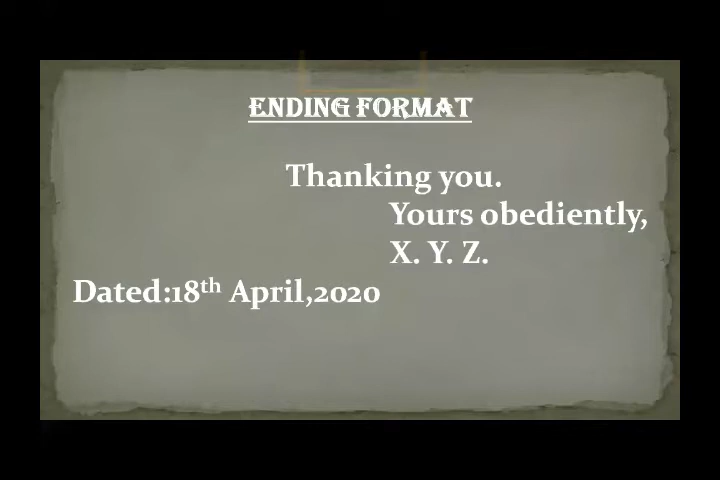 ENDING FORMAT
Thanking you.
Yours obediently,
X. Y. Z.
Dated:18th April,2020